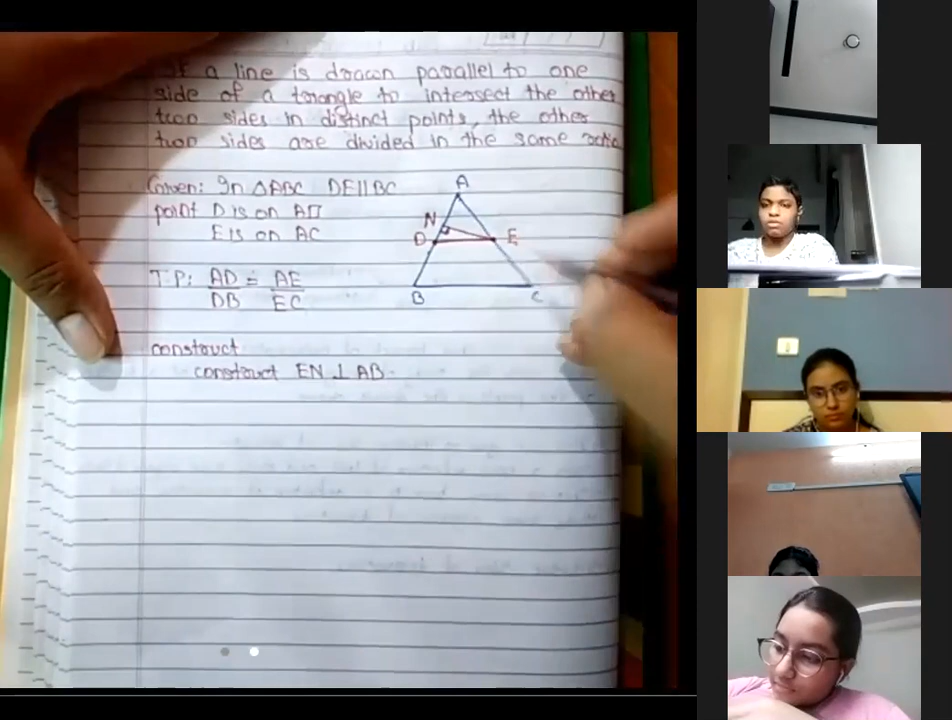 If a line is drawn parallel to one
side of a triangle to intersect the other
two sides in distinct points, the other
two sides are divided in the same ratio
Given: In △ABC DE||BC
point D is on AB
E is on AC
T.P: AD = AE
DB EC
construct
construct EN ⊥ AB
A
N
D E
B C